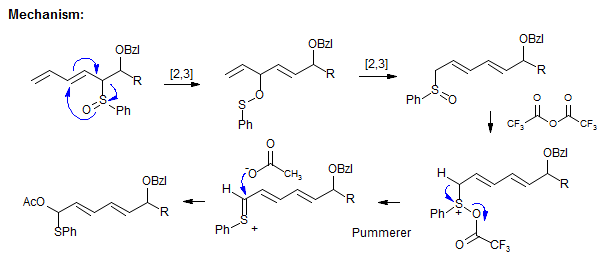 Mechanism:
OBzl
R
O
S
Ph
[2,3]
OBzl
R
O
S
Ph
[2,3]
OBzl
R
Ph
S
O
O
O
CF3
O
CF3
OBzl
H
R
Ph
S
+
O
O
CF3
Pummerer
O
-
O
CH3
OBzl
H
R
Ph
S
+
OBzl
AcO
R
SPh